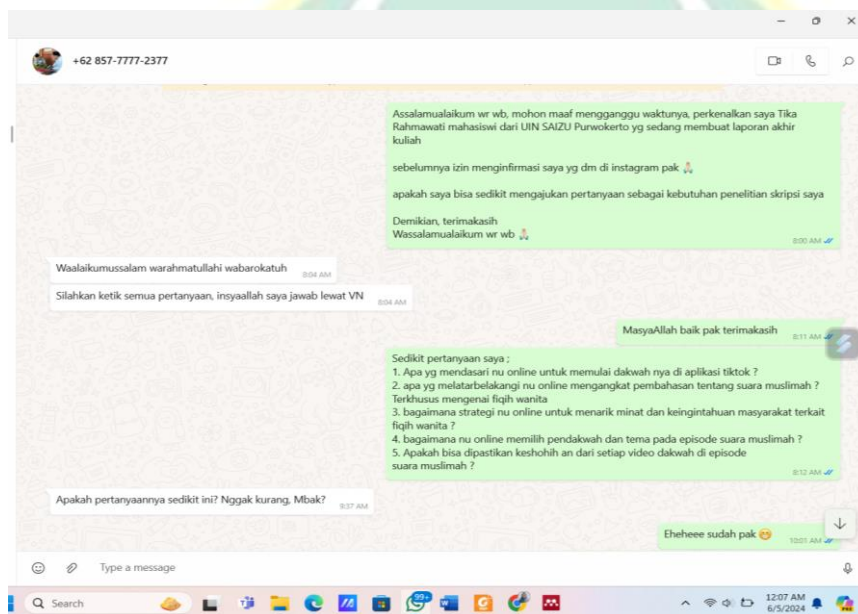 +62 857-7777-2377
Assalamualaikum wr wb, mohon maaf mengganggu waktunya, perkenalkan saya Tika
Rahmawati mahasiswi dari UIN SAIZU Purwokerto yg sedang membuat laporan akhir
kuliah
sebelumnya izin menginfirmasi saya yg dm di instagram pak 🙏
apakah saya bisa sedikit mengajukan pertanyaan sebagai kebutuhan penelitian skripsi saya
Demikian, terimakasih
Wassalamualaikum wr wb 🙏
8:00 AM
Waalaikumussalam warahmatullahi wabarokatuh
8:04 AM
Silahkan ketik semua pertanyaan, insyaallah saya jawab lewat VN
8:04 AM
MasyaAllah baik pak terimakasih
8:11 AM
Sedikit pertanyaan saya ;
1. Apa yg mendasari nu online untuk memulai dakwah nya di aplikasi tiktok ?
2. apa yg melatarbelakangi nu online mengangkat pembahasan tentang suara muslimah ?
Terkhusus mengenai fiqih wanita
3. bagaimana strategi nu online untuk menarik minat dan keingintahuan masyarakat terkait
fiqih wanita ?
4. bagaimana nu online memilih pendakwah dan tema pada episode suara muslimah ?
5. Apakah bisa dipastikan keshohih an dari setiap video dakwah di episode
suara muslimah ?
8:12 AM
Apakah pertanyaannya sedikit ini? Nggak kurang, Mbak?
9:37 AM
Eheheee sudah pak 😁
10:01 AM
Type a message
Search
99+
12:07 AM
6/5/2024